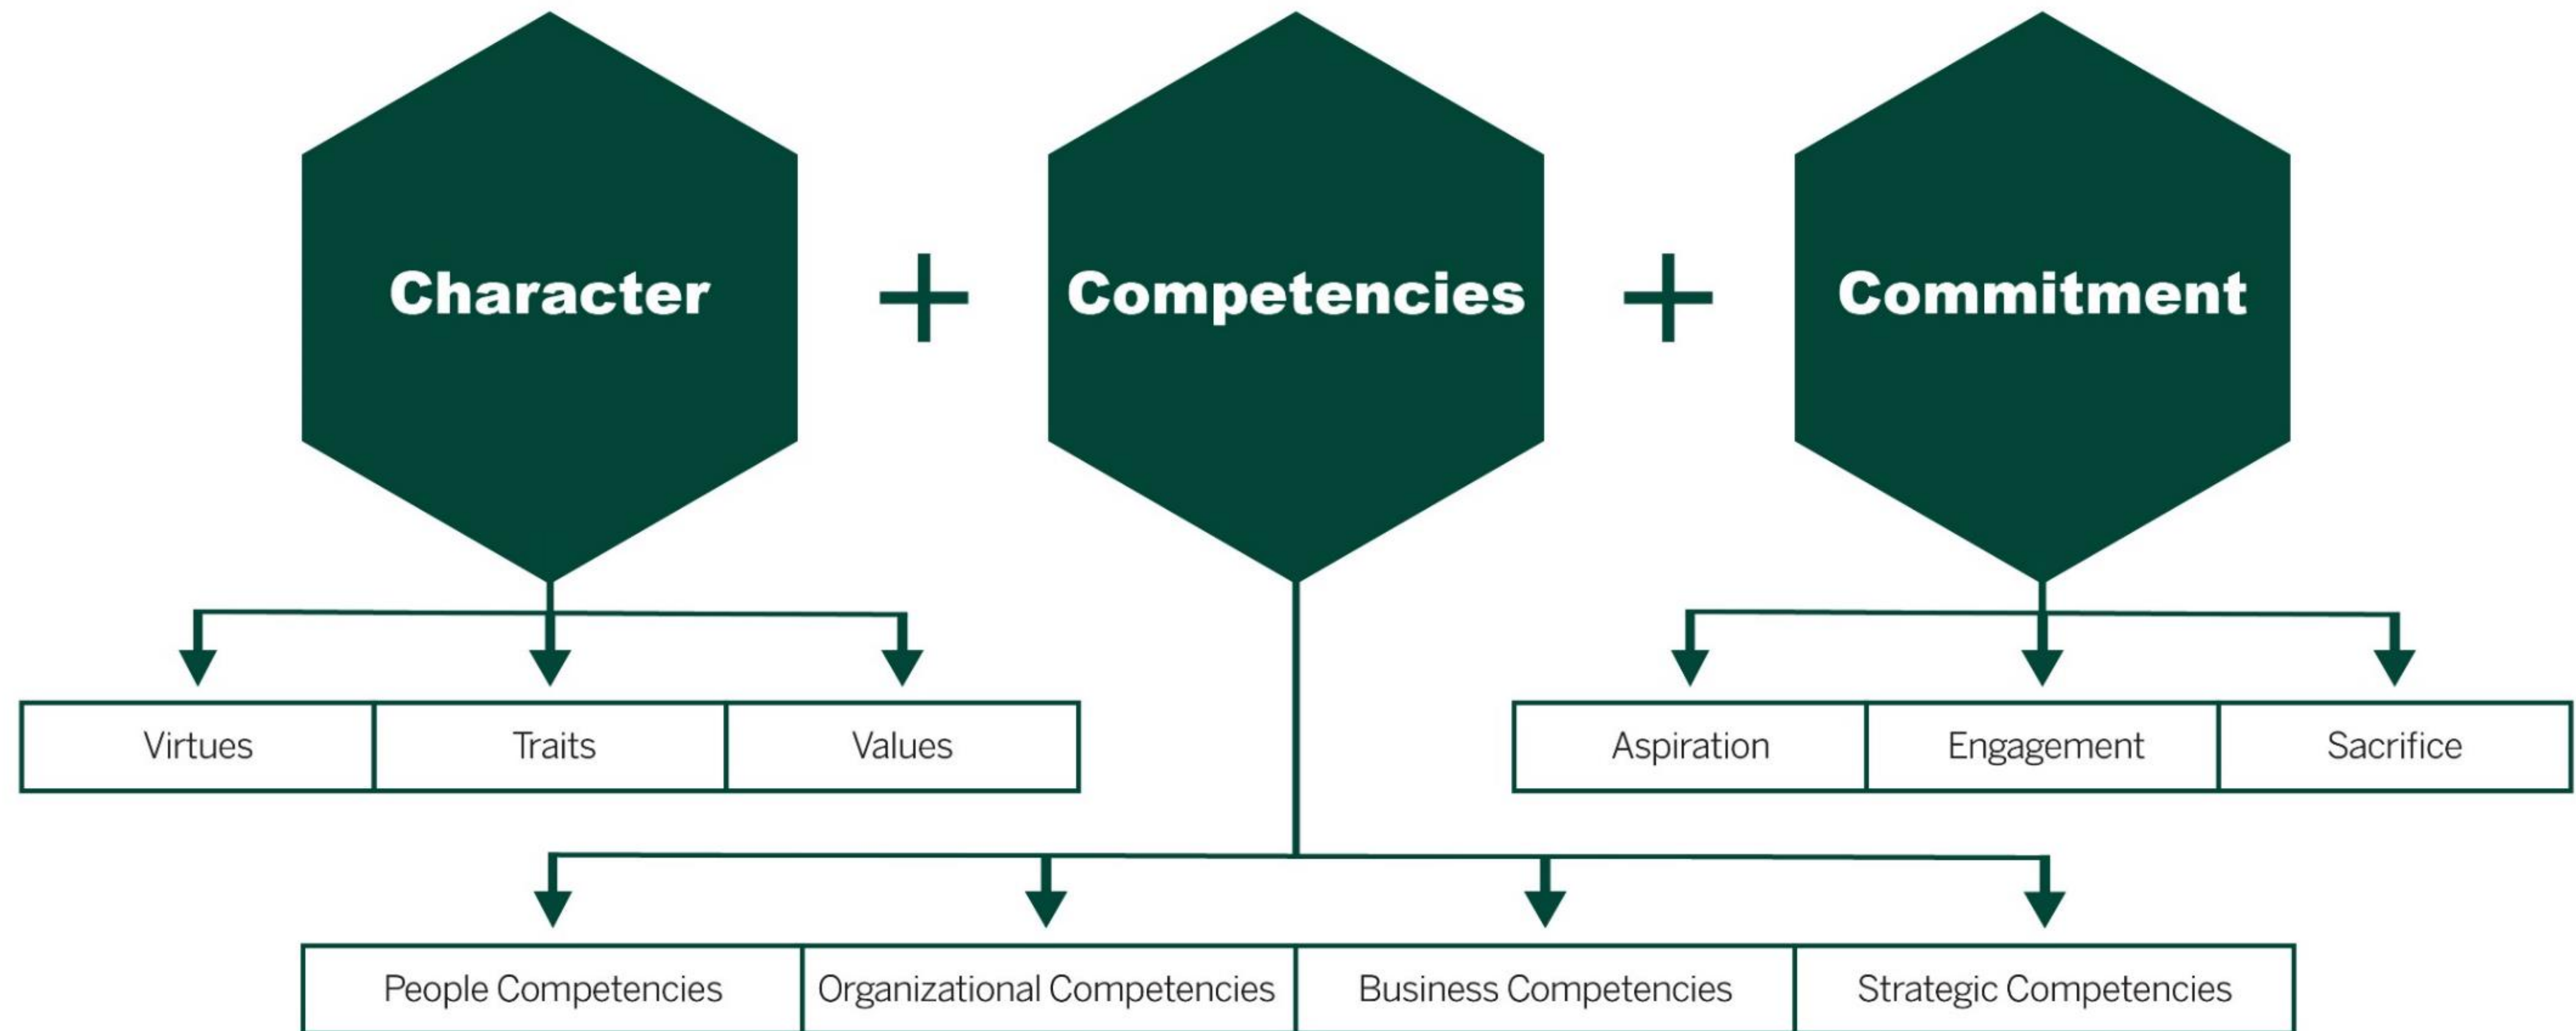 Character + Competencies + Commitment
Virtues Traits Values
Aspiration Engagement Sacrifice
People Competencies Organizational Competencies Business Competencies Strategic Competencies